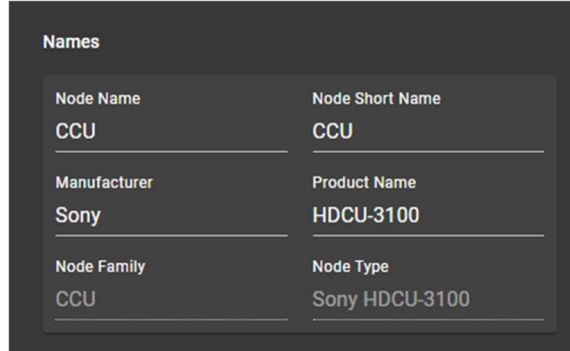 Names
Node Name
Node Short Name
CCU
CCU
Manufacturer
Product Name
Sony
HDCU-3100
Node Family
Node Type
CCU
Sony HDCU-3100